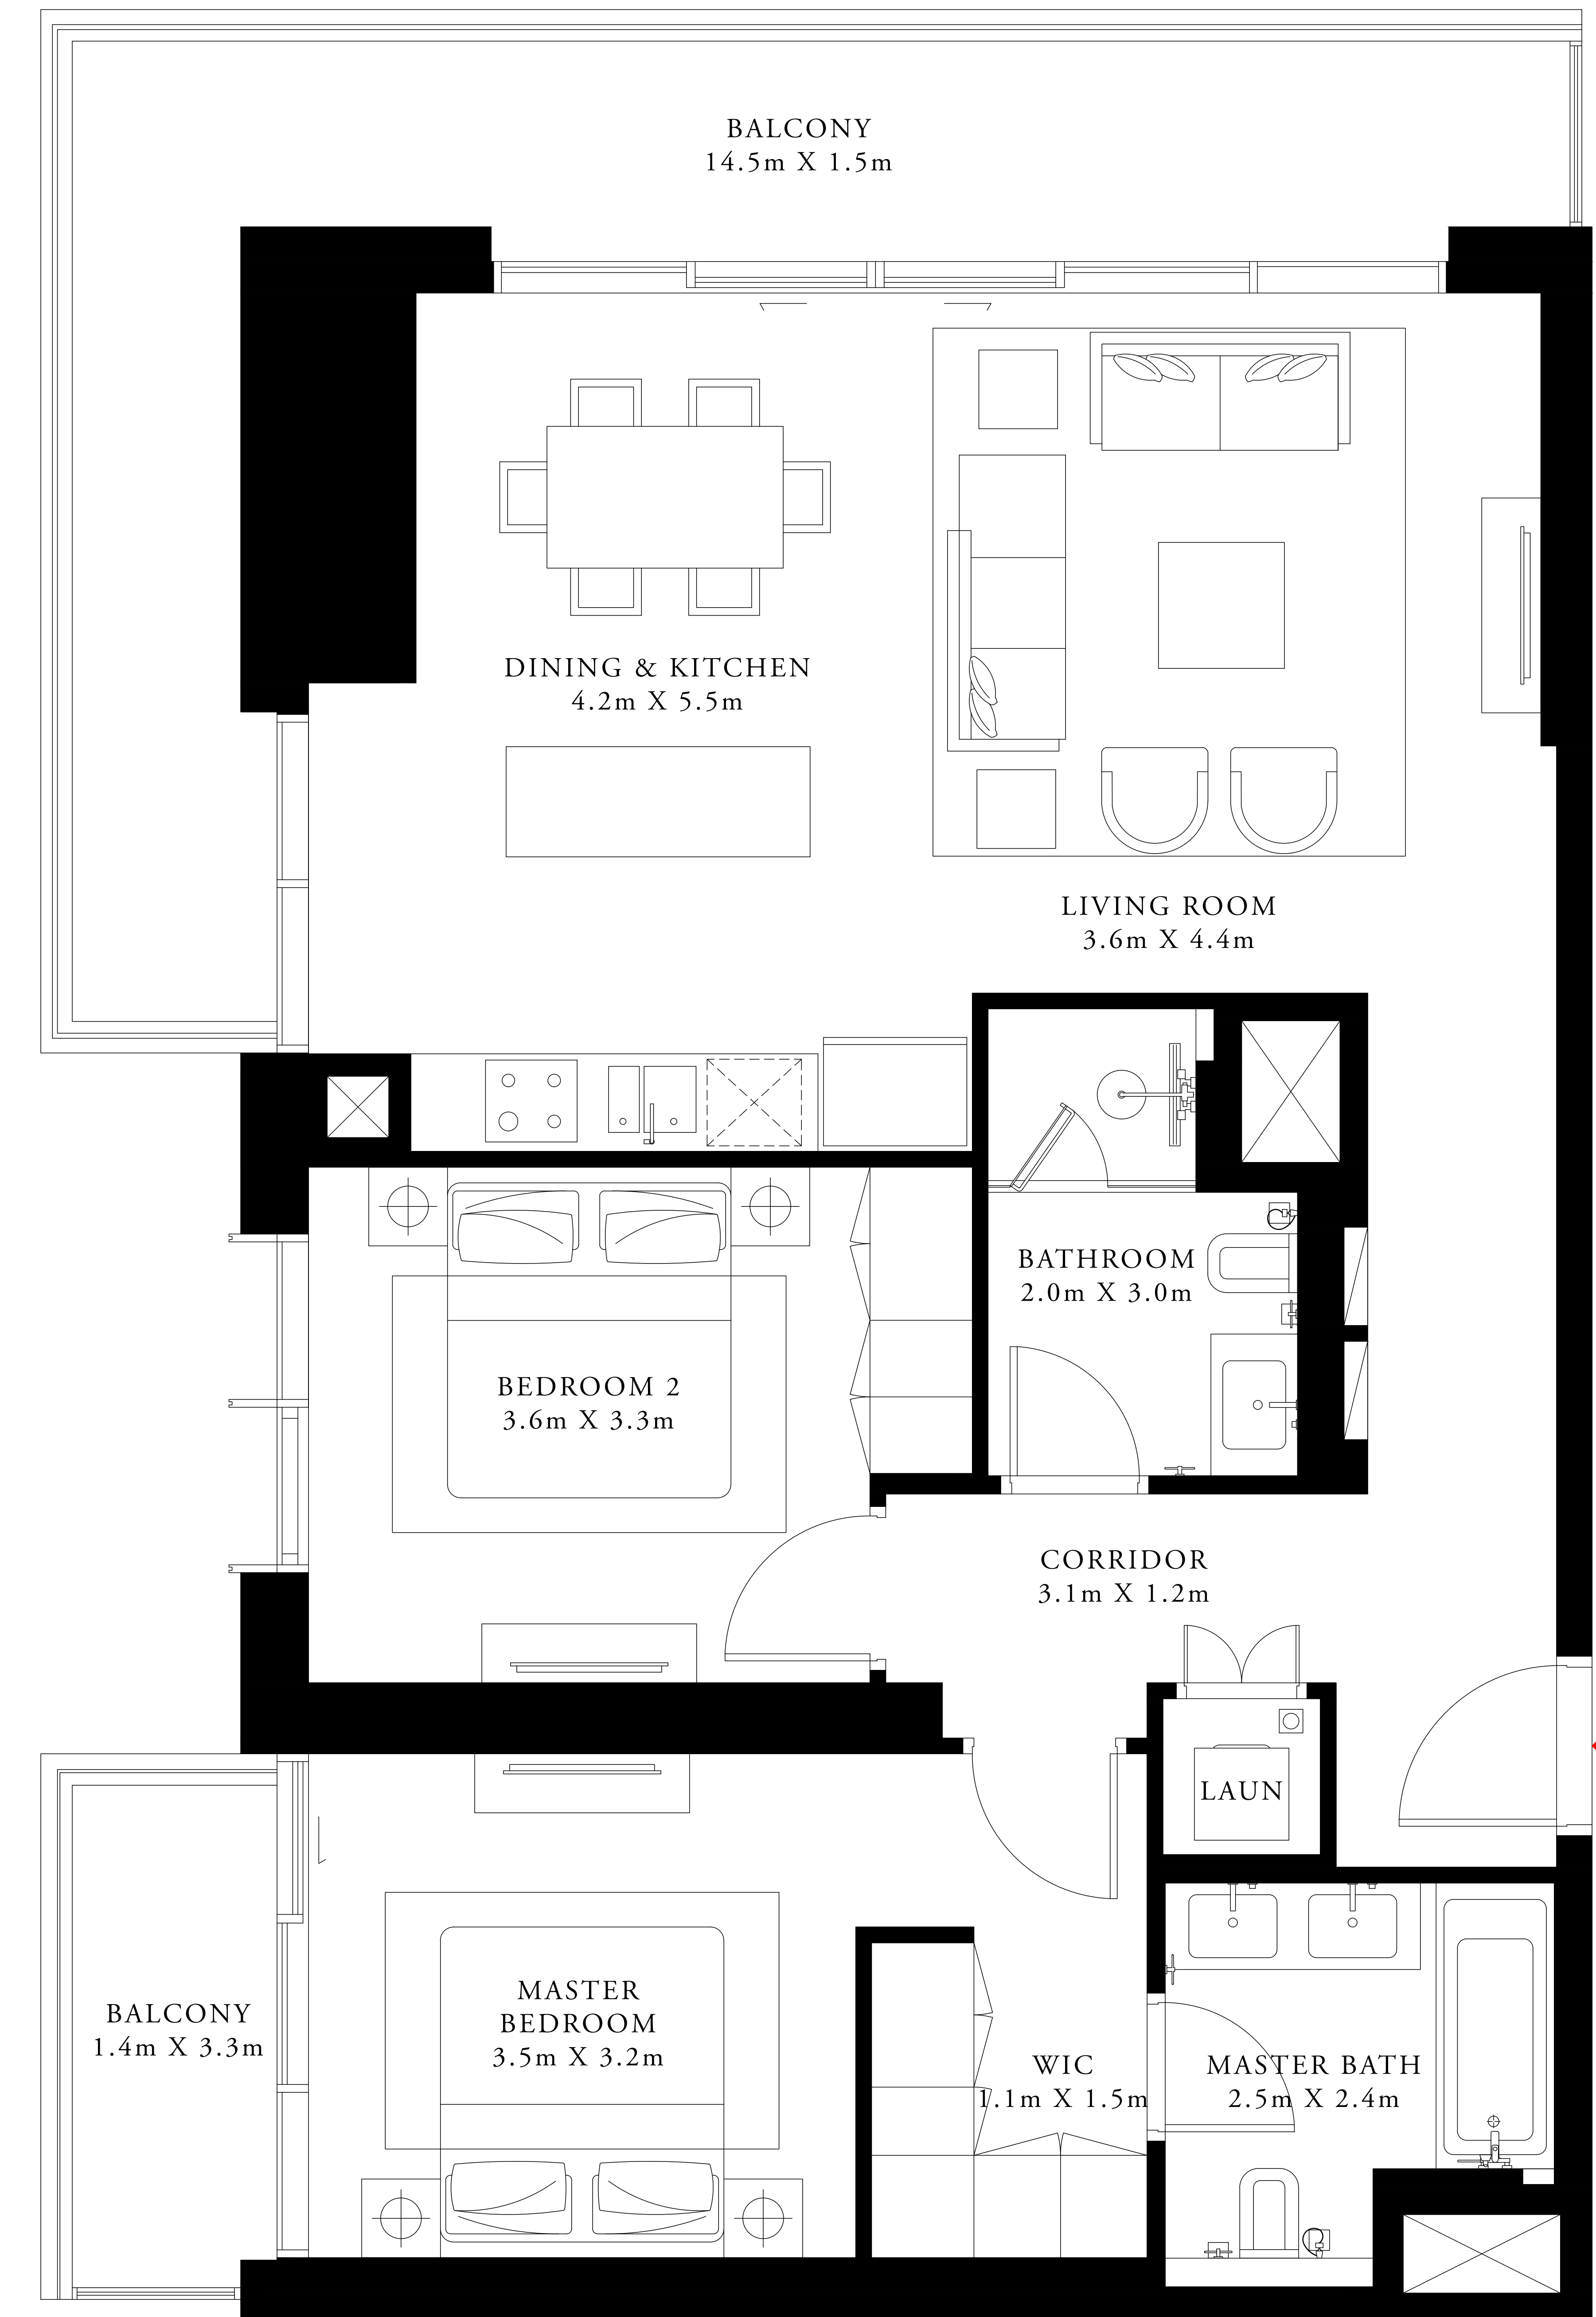 BALCONY
14.5m X 1.5m
DINING & KITCHEN
4.2m X 5.5m
LIVING ROOM
3.6m X 4.4m
BATHROOM
2.0m X 3.0m
BEDROOM 2
3.6m X 3.3m
CORRIDOR
3.1m X 1.2m
LAUN
MASTER
BEDROOM
3.5m X 3.2m
BALCONY
1.4m X 3.3m
WIC
1.1m X 1.5m
MASTER BATH
2.5m X 2.4m